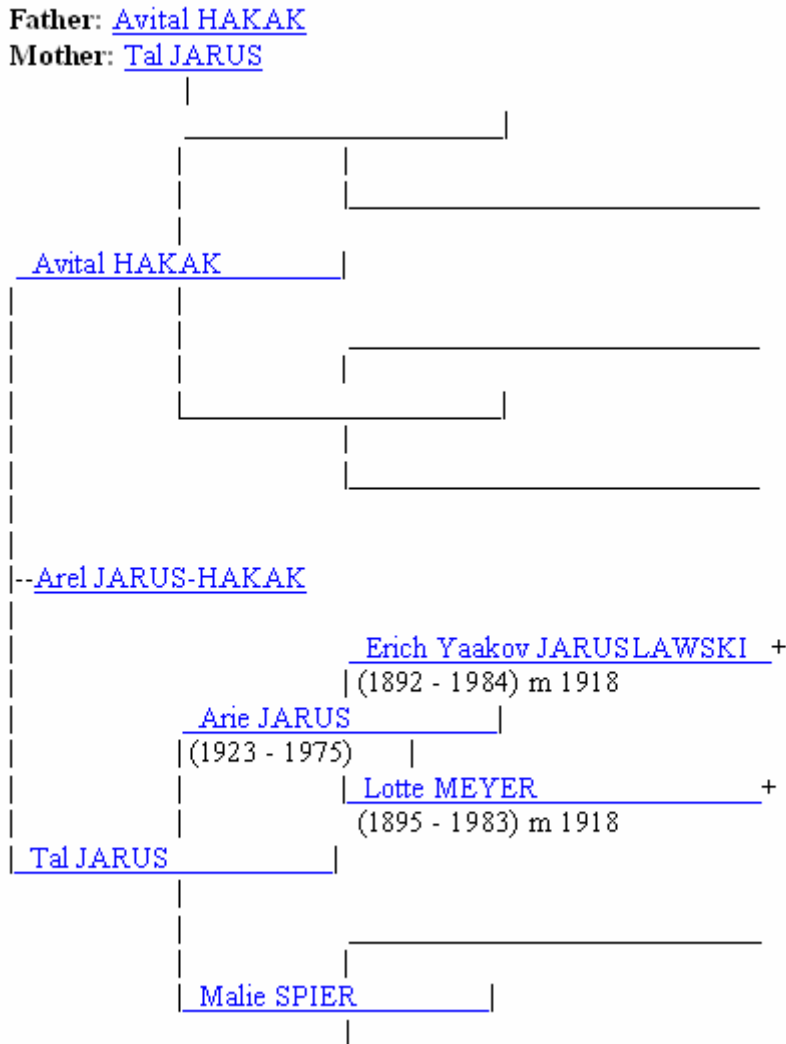 Father: Avital HAKAK
Mother: Tal JARUS
Avital HAKAK
--Arel JARUS-HAKAK
Erich Yaakov JARUSLAWSKI +
(1892 - 1984) m 1918
Arie JARUS
(1923 - 1975)
Lotte MEYER +
(1895 - 1983) m 1918
Tal JARUS
Malie SPIER